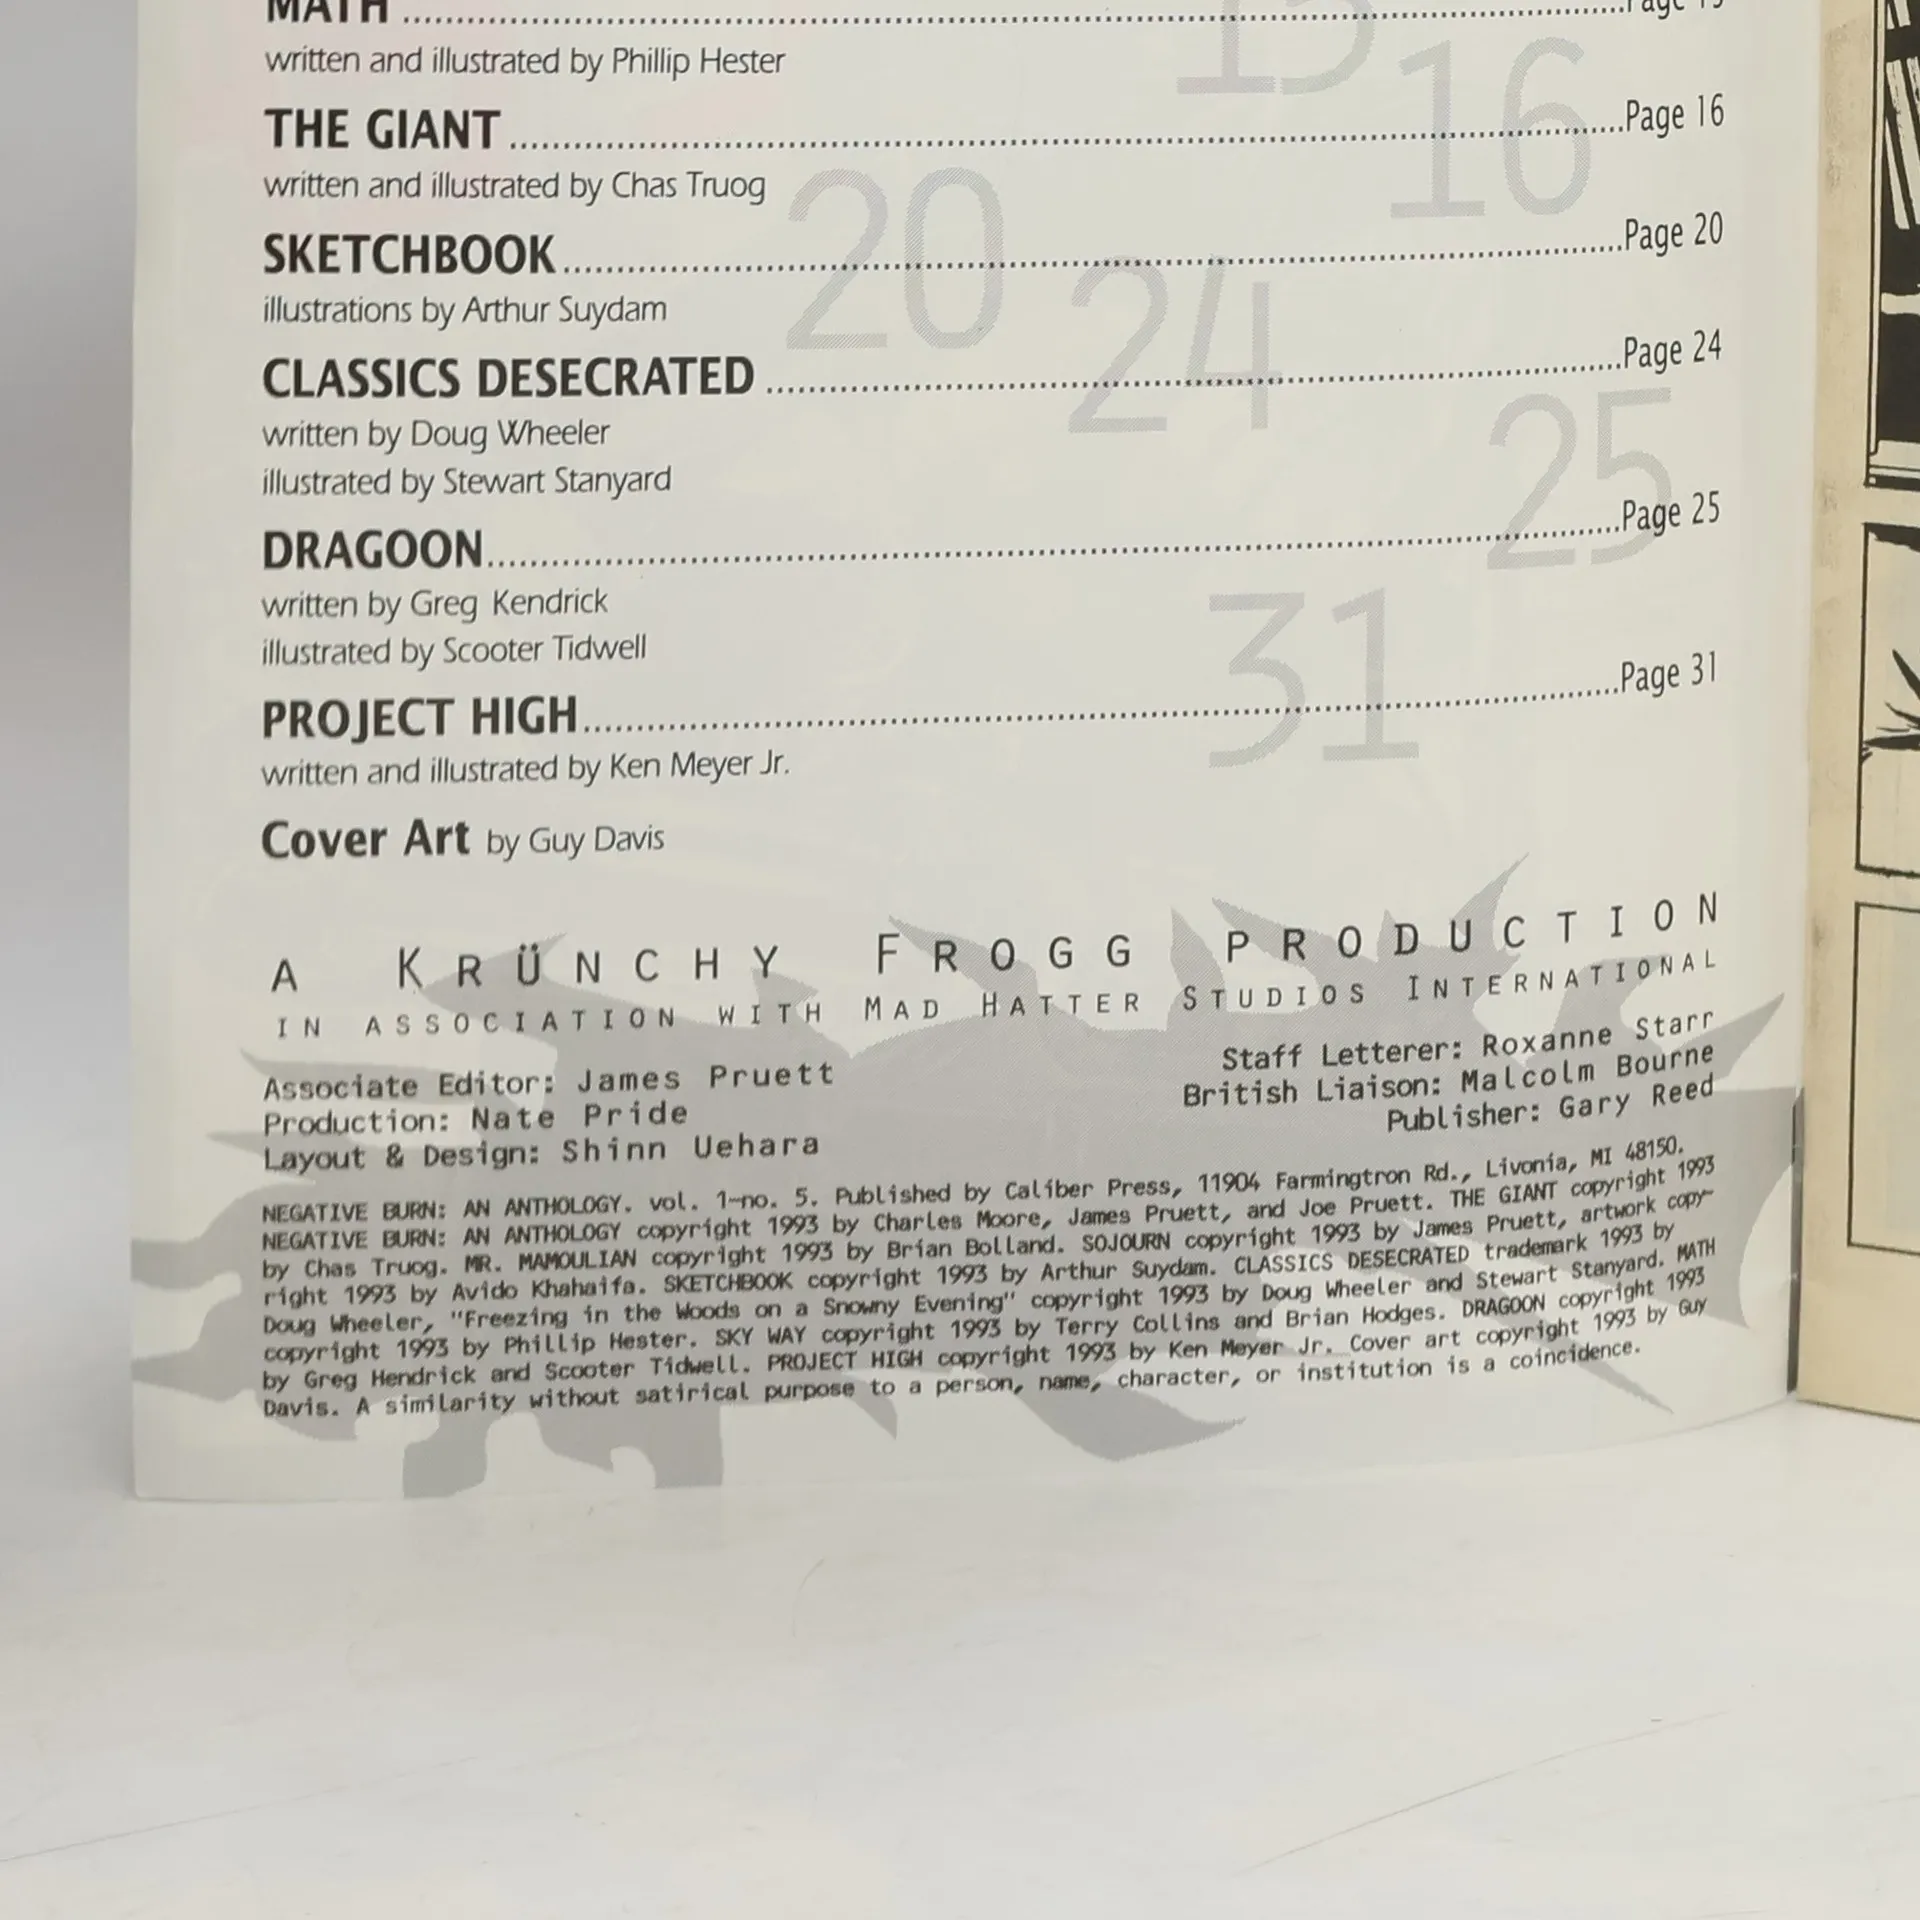 MATH ........Page 15
written and illustrated by Phillip Hester
THE GIANT ........Page 16
written and illustrated by Chas Truog
SKETCHBOOK ........Page 20
illustrations by Arthur Suydam
CLASSICS DESECRATED ........Page 24
written by Doug Wheeler
illustrated by Stewart Stanyard
DRAGOON ........Page 25
written by Greg Kendrick
illustrated by Scooter Tidwell
PROJECT HIGH ........Page 31
written and illustrated by Ken Meyer Jr.
Cover Art by Guy Davis
15
16
20
24
25
31
A KRÜNCHY FROGG PRODUCTION
IN ASSOCIATION WITH MAD HATTER STUDIOS INTERNATIONAL
Associate Editor: James Pruett
Production: Nate Pride
Layout & Design: Shinn Uehara
Staff Letterer: Roxanne Starr
British Liaison: Malcolm Bourne
Publisher: Gary Reed
NEGATIVE BURN: AN ANTHOLOGY. vol. 1-no. 5. Published by Caliber Press, 11904 Farmingtron Rd., Livonia, MI 48150.
NEGATIVE BURN: AN ANTHOLOGY copyright 1993 by Charles Moore, James Pruett, and Joe Pruett. THE GIANT copyright 1993
by Chas Truog. MR. MAMOULIAN copyright 1993 by Brian Bolland. SOJOURN copyright 1993 by James Pruett, artwork copy-
right 1993 by Avido Khahaifa. SKETCHBOOK copyright 1993 by Arthur Suydam. CLASSICS DESECRATED trademark 1993 by
Doug Wheeler, "Freezing in the Woods on a Snowny Evening" copyright 1993 by Doug Wheeler and Stewart Stanyard. MATH
copyright 1993 by Phillip Hester. SKY WAY copyright 1993 by Terry Collins and Brian Hodges. DRAGOON copyright 1993
by Greg Hendrick and Scooter Tidwell. PROJECT HIGH copyright 1993 by Ken Meyer Jr. Cover art copyright 1993 by Guy
Davis. A similarity without satirical purpose to a person, name, character, or institution is a coincidence.